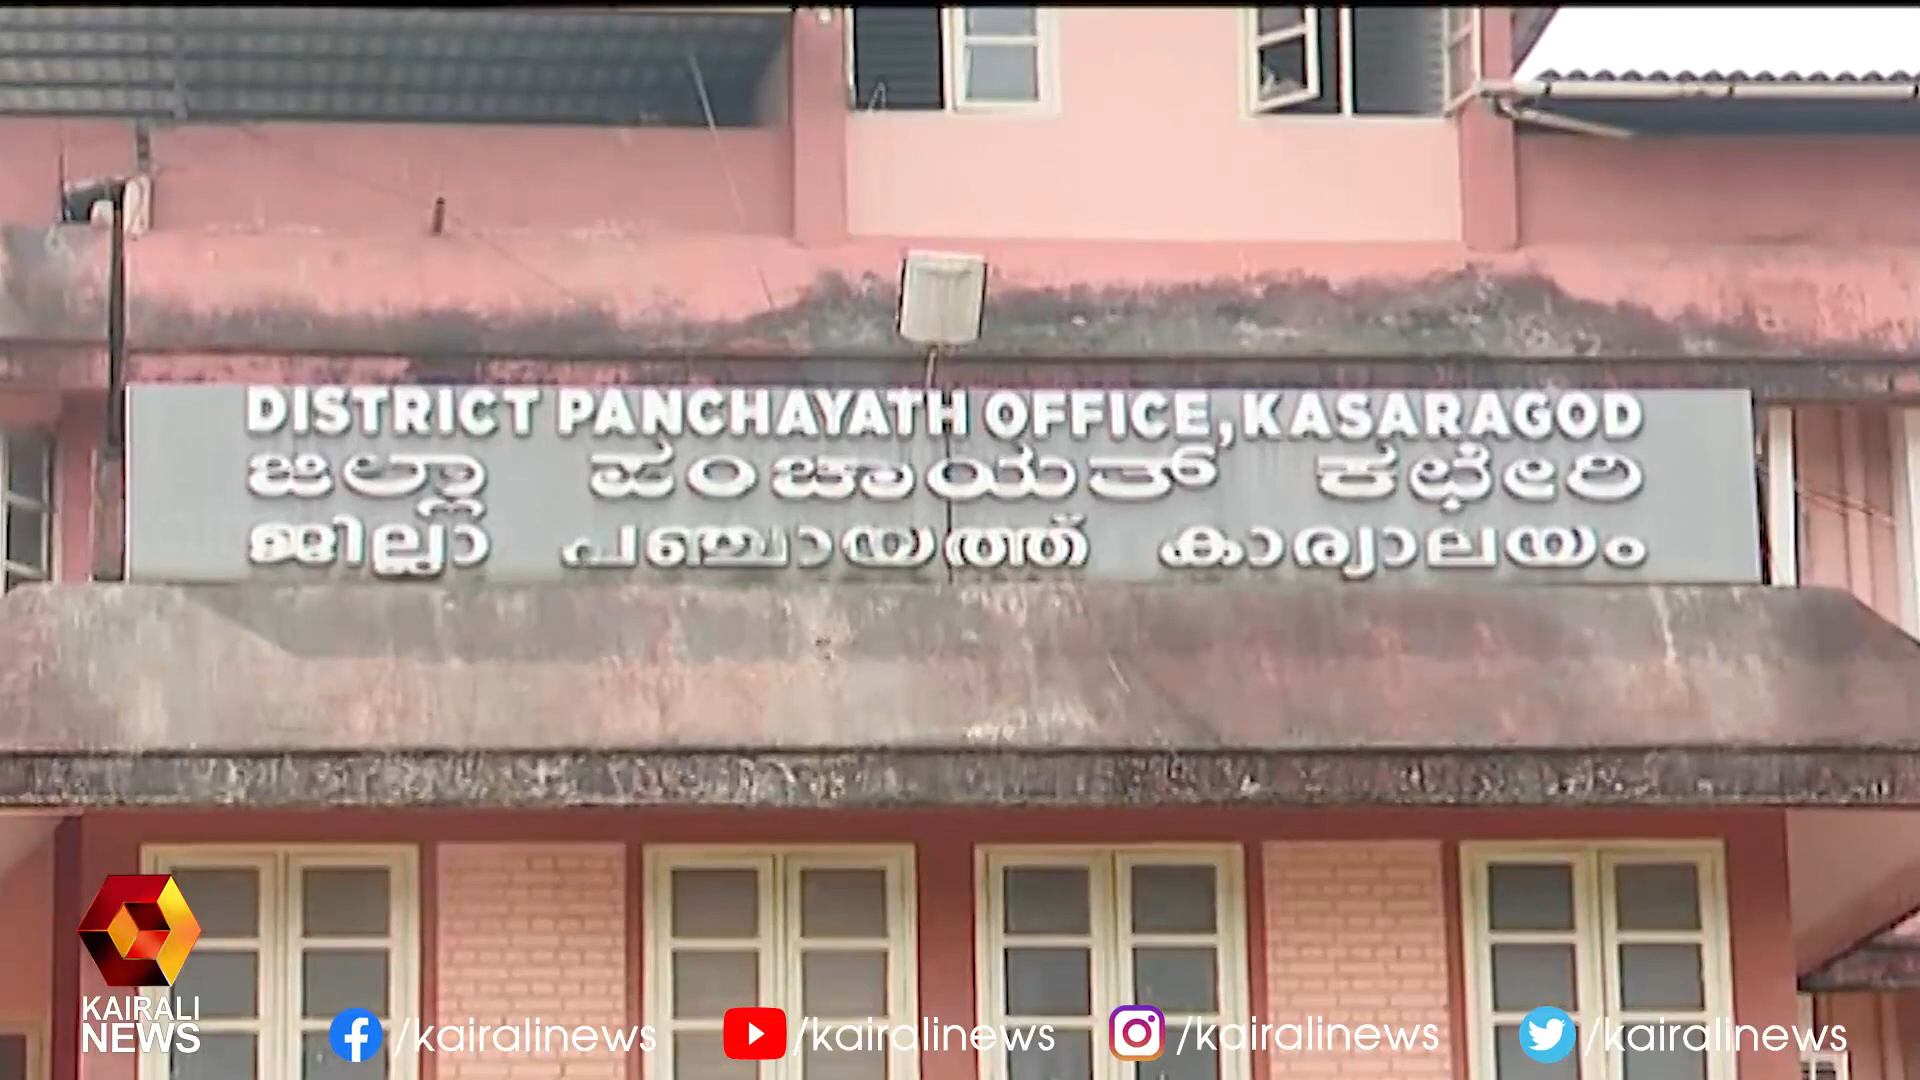 DISTRICT PANCHAYATH OFFICE, KASARAGOD
ಜಿಲ್ಲಾ ಪಂಚಾಯತ್ ಕಛೇರಿ
ജില്ലാ പഞ്ചായത്ത് കാര്യാലയം
KAIRALI
NEWS
/kairalinews /kairalinews /kairalinews /kairalinews